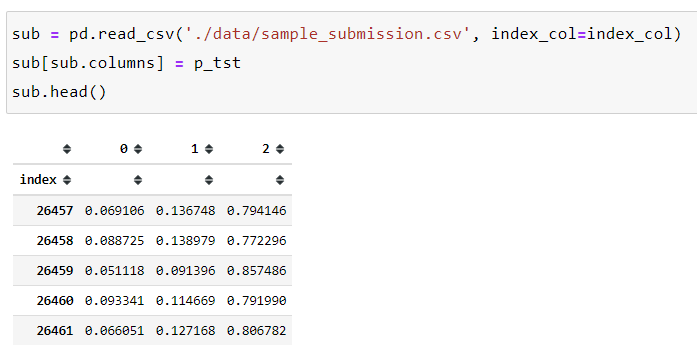 sub = pd.read_csv('./data/sample_submission.csv', index_col=index_col)
sub[sub.columns] = p_tst
sub.head()
0 1 2
index
26457 0.069106 0.136748 0.794146
26458 0.088725 0.138979 0.772296
26459 0.051118 0.091396 0.857486
26460 0.093341 0.114669 0.791990
26461 0.066051 0.127168 0.806782